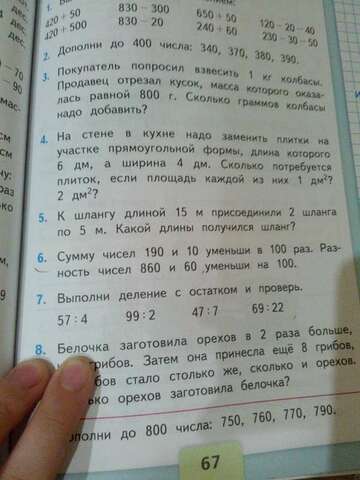 дес.
дес.
420 + 50 830 − 300 650 + 50 120 − 20 − 40
420 + 500 830 − 20 240 + 60 230 − 30 − 50
2. Дополни до 400 числа: 340, 370, 380, 390.
3. Покупатель попросил взвесить 1 кг колбасы.
Продавец отрезал кусок, масса которого оказа-
лась равной 800 г. Сколько граммов колбасы
надо добавить?
4. На стене в кухне надо заменить плитки на
участке прямоугольной формы, длина которого
6 дм, а ширина 4 дм. Сколько потребуется
плиток, если площадь каждой из них 1 дм²?
2 дм²?
5. К шлангу длиной 15 м присоединили 2 шланга
по 5 м. Какой длины получился шланг?
6. Сумму чисел 190 и 10 уменьши в 100 раз. Раз-
ность чисел 860 и 60 уменьши на 100.
7. Выполни деление с остатком и проверь.
57 : 4 99 : 2 47 : 7 69 : 22
8. Белочка заготовила орехов в 2 раза больше,
грибов. Затем она принесла ещё 8 грибов,
стало столько же, сколько и орехов.
орехов заготовила белочка?
до 800 числа: 750, 760, 770, 790.
67